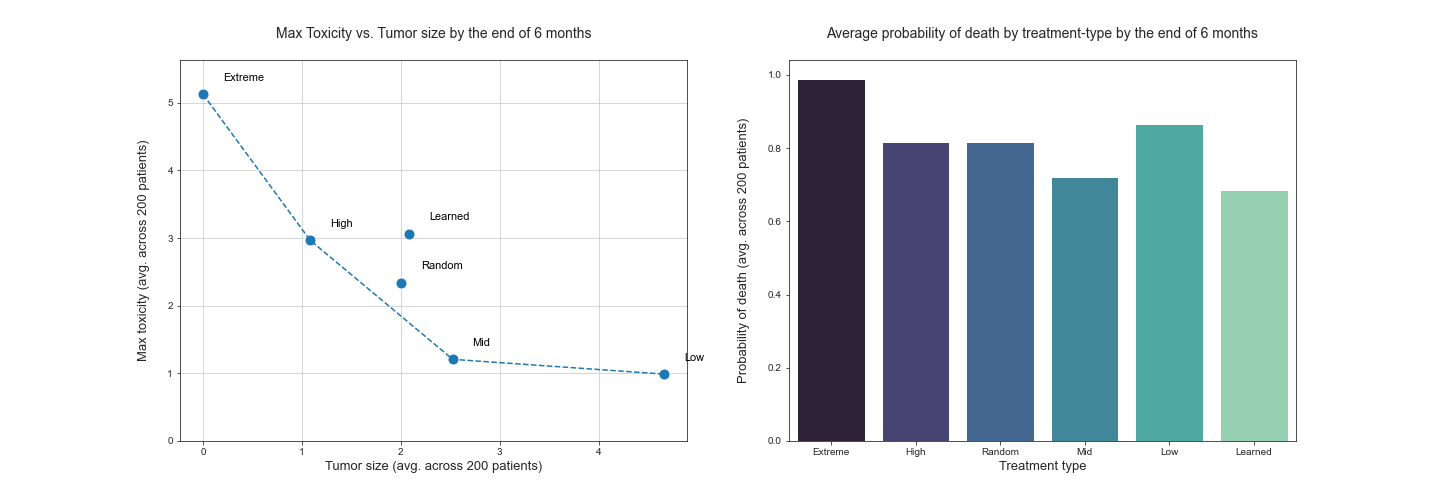 Max Toxicity vs. Tumor size by the end of 6 months
Max toxicity (avg. across 200 patients)
5
4
3
2
1
0
Extreme
High
Learned
Random
Mid
Low
0
1
2
3
4
Tumor size (avg. across 200 patients)
Average probability of death by treatment-type by the end of 6 months
Probability of death (avg. across 200 patients)
1.0
0.8
0.6
0.4
0.2
0.0
Extreme
High
Random
Mid
Low
Learned
Treatment type